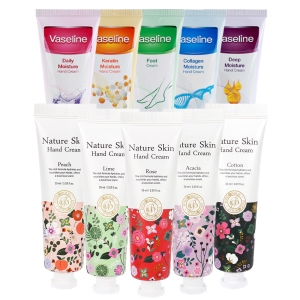 Vaseline
Daily
Moisture
Hand Cream
Vaseline
Keratin
Moisture
Hand Cream
Vaseline
Foot
Cream
Vaseline
Collagen
Moisture
Hand Cream
Vaseline
Deep
Moisture
Hand Cream
Nature Skin
Hand Cream
Peach
Nature Skin
Hand Cream
Lime
Nature Skin
Hand Cream
Rose
Nature Skin
Hand Cream
Acacia
Nature Skin
Hand Cream
Cotton